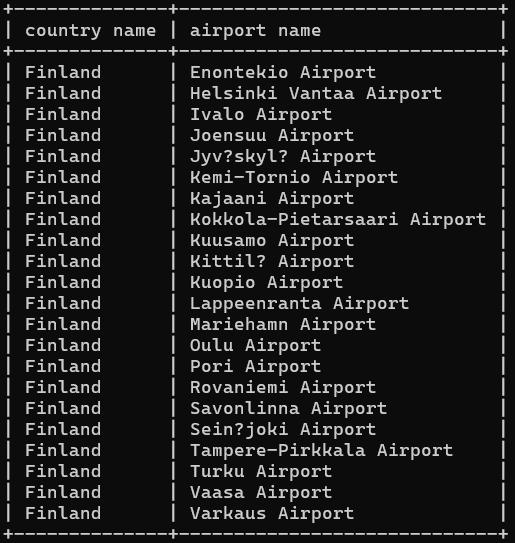 +--------------+------------------------------+
| country name | airport name                 |
+--------------+------------------------------+
| Finland      | Enontekio Airport            |
| Finland      | Helsinki Vantaa Airport      |
| Finland      | Ivalo Airport                |
| Finland      | Joensuu Airport              |
| Finland      | Jyv?skyl? Airport            |
| Finland      | Kemi-Tornio Airport          |
| Finland      | Kajaani Airport              |
| Finland      | Kokkola-Pietarsaari Airport  |
| Finland      | Kuusamo Airport              |
| Finland      | Kittil? Airport              |
| Finland      | Kuopio Airport               |
| Finland      | Lappeenranta Airport         |
| Finland      | Mariehamn Airport            |
| Finland      | Oulu Airport                 |
| Finland      | Pori Airport                 |
| Finland      | Rovaniemi Airport            |
| Finland      | Savonlinna Airport           |
| Finland      | Sein?joki Airport            |
| Finland      | Tampere-Pirkkala Airport     |
| Finland      | Turku Airport                |
| Finland      | Vaasa Airport                |
| Finland      | Varkaus Airport              |
+--------------+------------------------------+